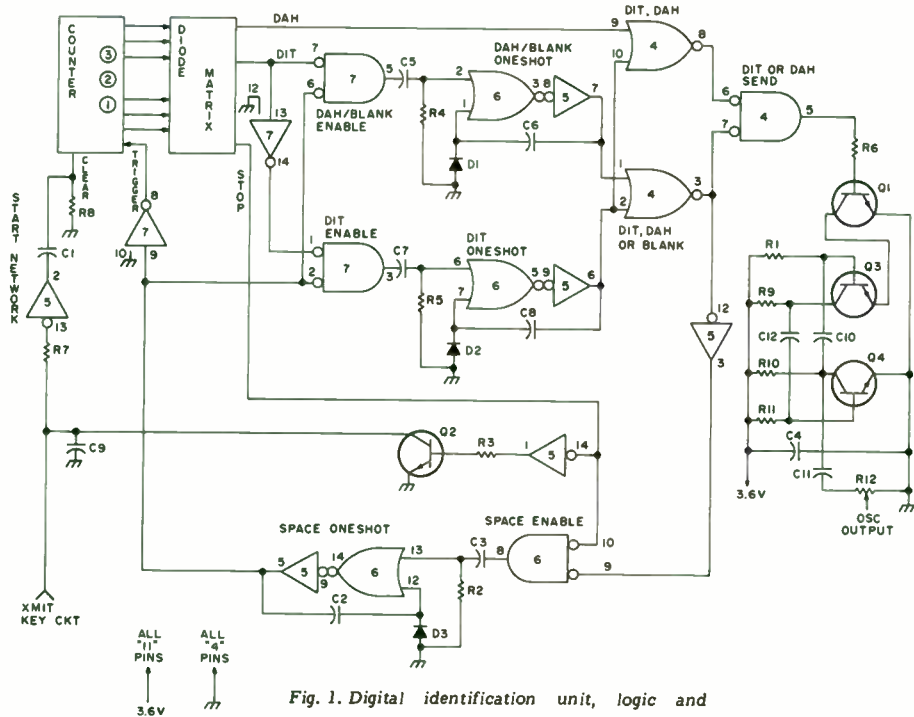 DAH
COUNTER
3
2
1
DIODE
MATRIX
DIT
12
13
7
14
STOP
CLEAR
TRIGGER
8
R8
7
10
9
START NETWORK
C1
2
5
13
R7
7
6
7
5
C5
DAH/BLANK
ENABLE
R4
DAH/BLANK
ONESHOT
2
1
6
3
8
5
7
C6
D1
DIT
ENABLE
1
2
7
3
C7
R5
DIT
ONESHOT
6
7
6
5
9
5
6
C8
D2
DIT, DAH
9
10
4
8
1
2
4
3
DIT, DAH
OR BLANK
DIT OR DAH
SEND
6
7
4
5
R6
Q1
R1
Q3
R9
C12
C10
R10
Q4
R11
C4
C11
R12
3.6V
OSC
OUTPUT
12
5
3
C9
Q2
R3
1
5
14
SPACE ONESHOT
5
5
9
14
6
13
12
C2
D3
C3
R2
SPACE ENABLE
8
6
10
9
XMIT
KEY CKT
ALL
"11"
PINS
3.6V
ALL
"4"
PINS
Fig. 1. Digital identification unit, logic and